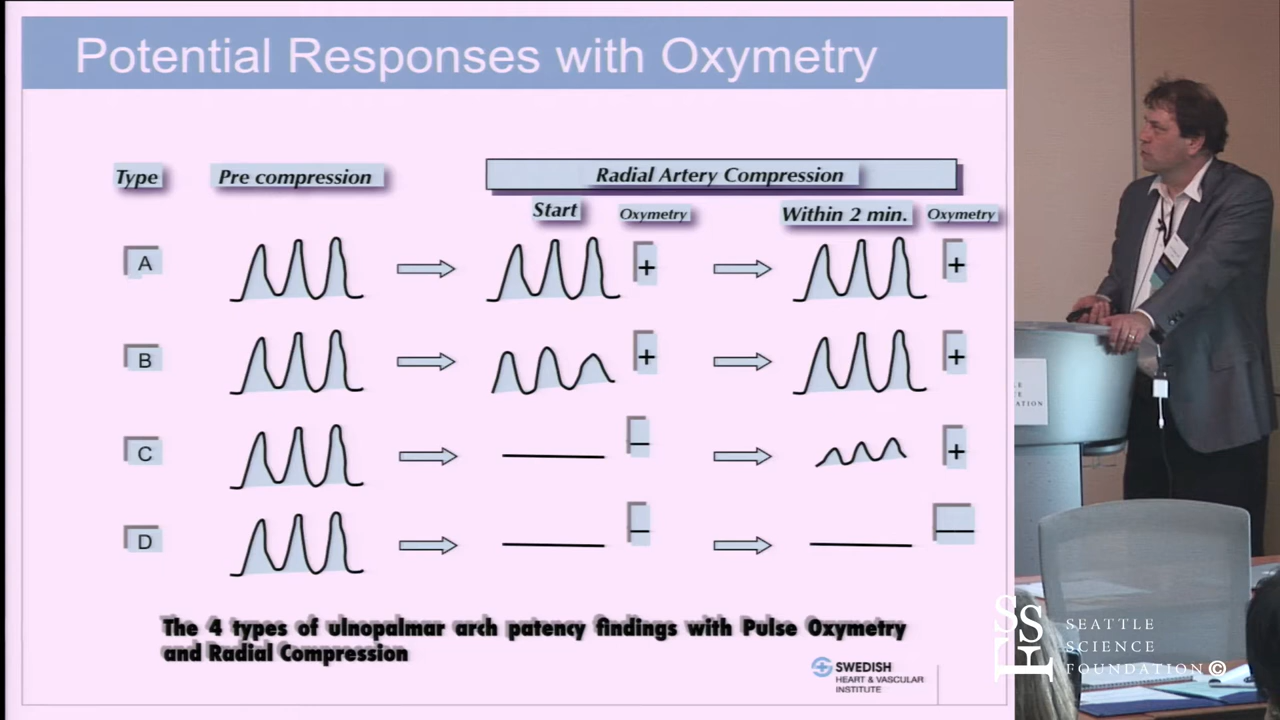 Potential Responses with Oxymetry
Type
Pre compression
Radial Artery Compression
Start
Oxymetry
Within 2 min.
Oxymetry
A
+
+
B
+
+
C
–
+
D
–
—
The 4 types of ulnopalmar arch patency findings with Pulse Oxymetry
and Radial Compression
SWEDISH
HEART & VASCULAR
INSTITUTE
SSF
SEATTLE
SCIENCE
FOUNDATION ©